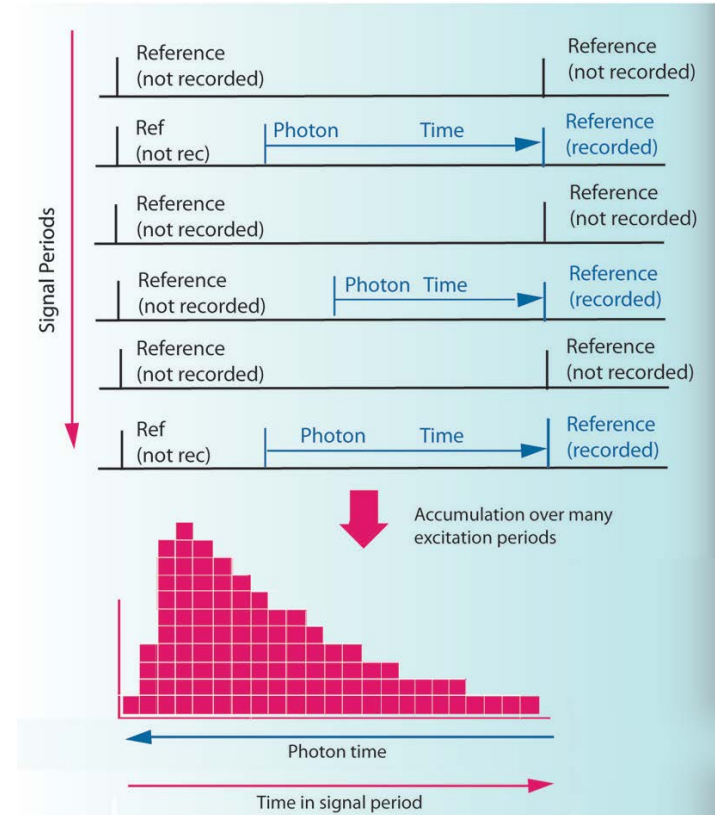 Signal Periods
Reference
(not recorded)
Reference
(not recorded)
Ref
(not rec)
Photon Time
Reference
(recorded)
Reference
(not recorded)
Reference
(not recorded)
Reference
(not recorded)
Photon Time
Reference
(recorded)
Reference
(not recorded)
Reference
(not recorded)
Ref
(not rec)
Photon Time
Reference
(recorded)
Accumulation over many
excitation periods
Photon time
Time in signal period